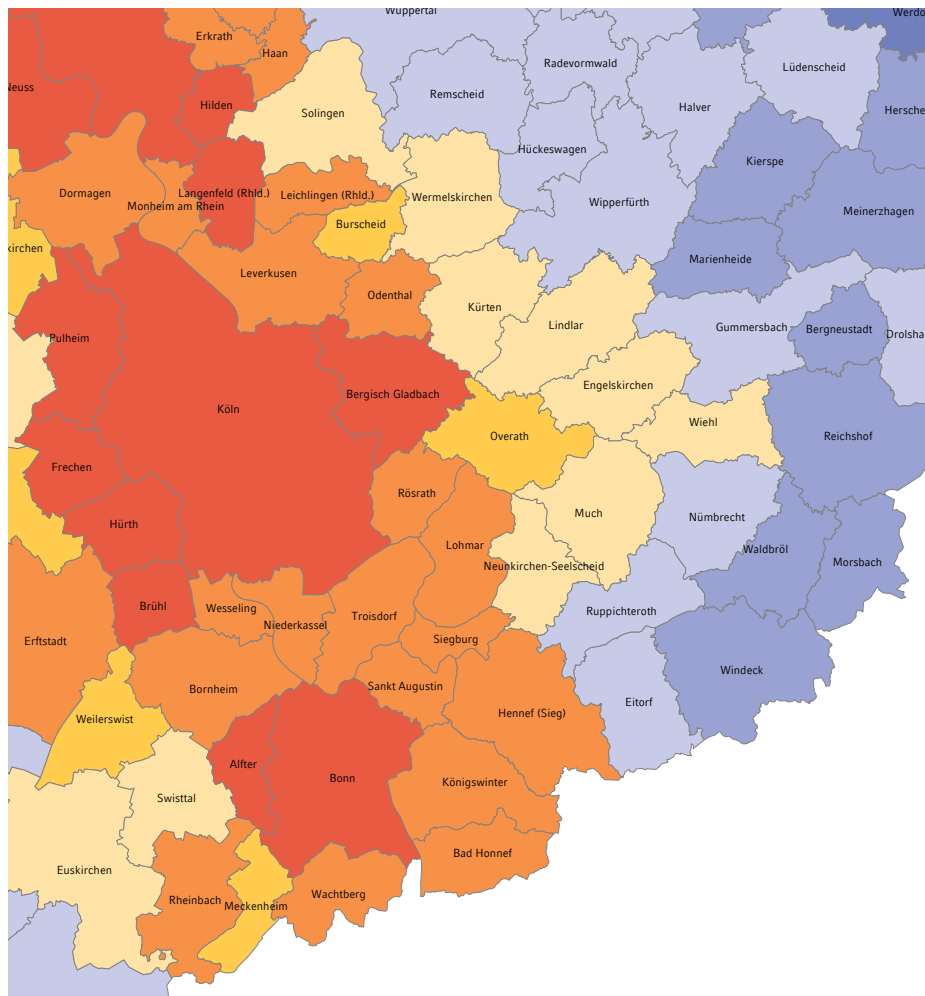 Wuppertal
Werdo
Erkrath
Haan
Radevormwald
Lüdenscheid
Neuss
Remscheid
Hilden
Solingen
Halver
Hersche
Hückeswagen
Kierspe
Dormagen
Langenfeld (Rhld.)
Leichlingen (Rhld.)
Wermelskirchen
Monheim am Rhein
Wipperfürth
Meinerzhagen
Burscheid
kirchen
Marienheide
Leverkusen
Odenthal
Kürten
Lindlar
Gummersbach
Bergneustadt
Drolsha
Pulheim
Engelskirchen
Bergisch Gladbach
Köln
Wiehl
Overath
Reichshof
Frechen
Rösrath
Much
Nümbrecht
Hürth
Lohmar
Waldbröl
Morsbach
Neunkirchen-Seelscheid
Brühl
Wesseling
Ruppichteroth
Troisdorf
Niederkassel
Siegburg
Erftstadt
Windeck
Bornheim
Sankt Augustin
Eitorf
Hennef (Sieg)
Weilerswist
Alfter
Bonn
Königswinter
Swisttal
Bad Honnef
Euskirchen
Wachtberg
Rheinbach
Meckenheim